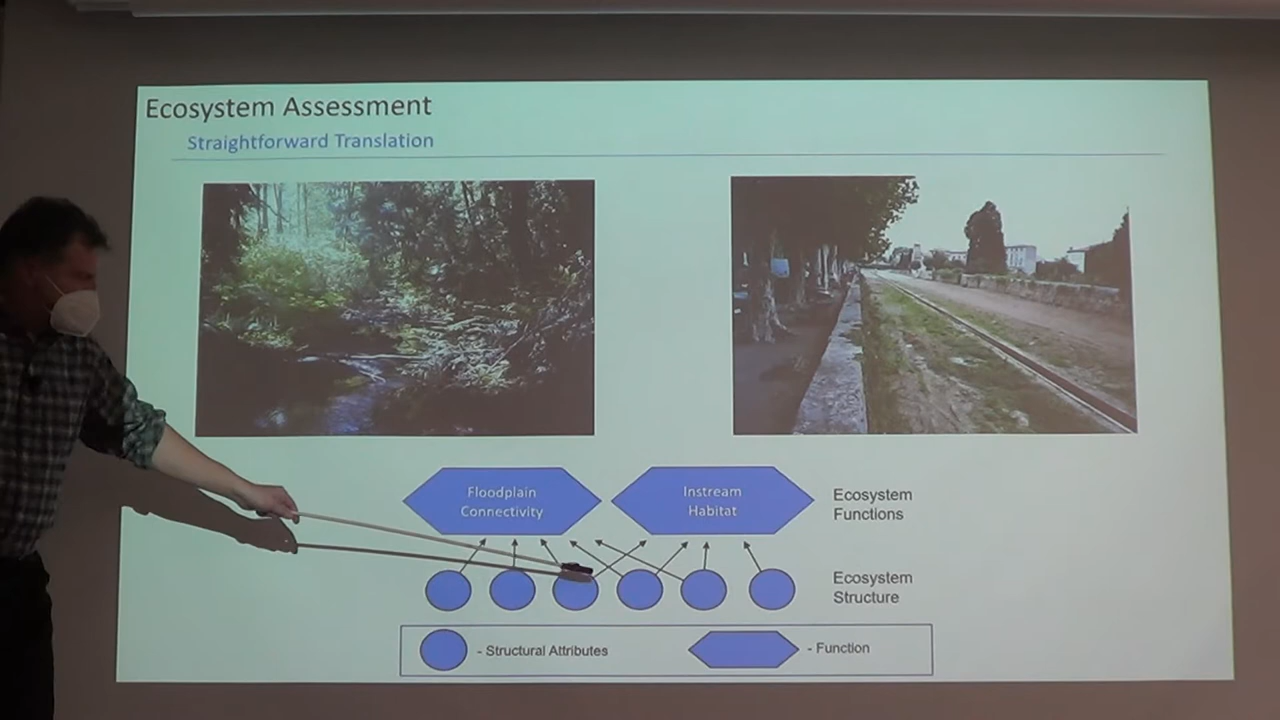 Ecosystem Assessment
Straightforward Translation
Floodplain
Connectivity
Instream
Habitat
Ecosystem
Functions
Ecosystem
Structure
- Structural Attributes
- Function